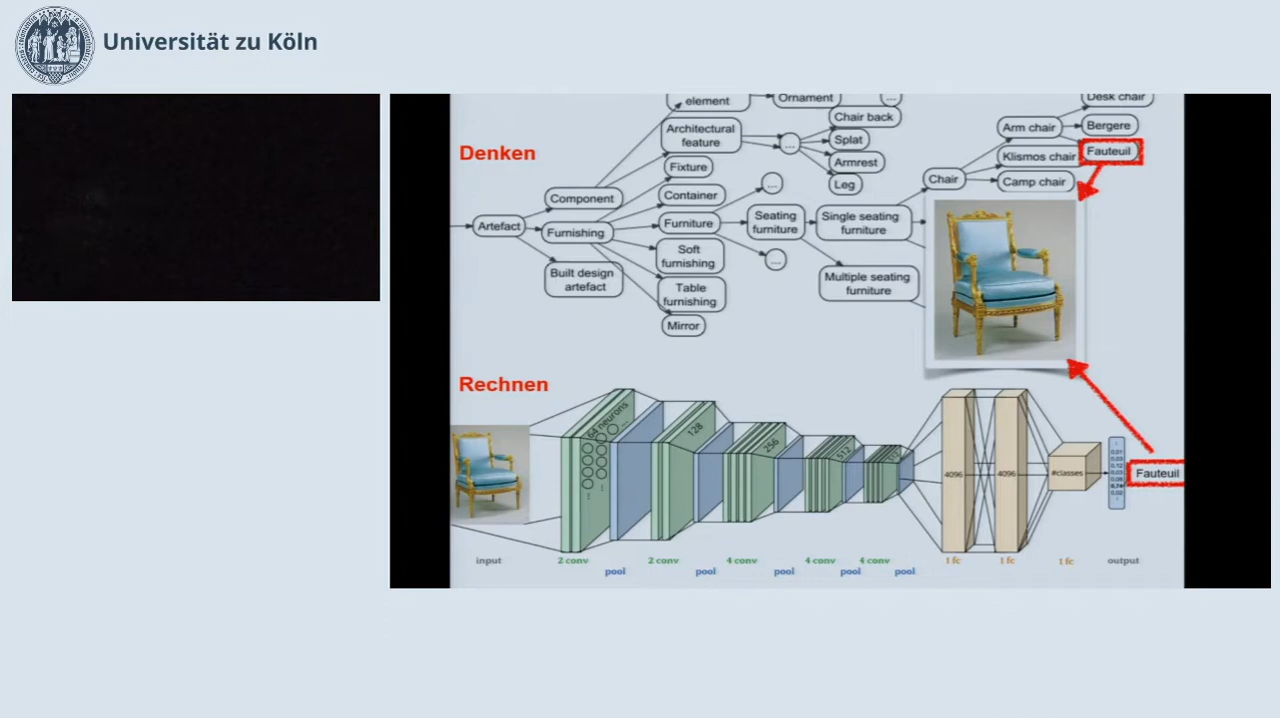 Universität zu Köln
Denken
element
Ornament
...
Architectural
feature
Fixture
Component
Container
Artefact
Furnishing
Furniture
Soft
furnishing
Built design
artefact
Table
furnishing
Mirror
...
Chair back
Splat
Armrest
Leg
...
Seating
furniture
...
Single seating
furniture
Multiple seating
furniture
Chair
Arm chair
Klismos chair
Camp chair
Desk chair
Bergere
Fauteuil
Rechnen
64 neurons
128
256
512
4096
4096
#classes
Fauteuil
input
2 conv
pool
2 conv
pool
4 conv
pool
4 conv
pool
4 conv
pool
1 fc
1 fc
1 fc
output